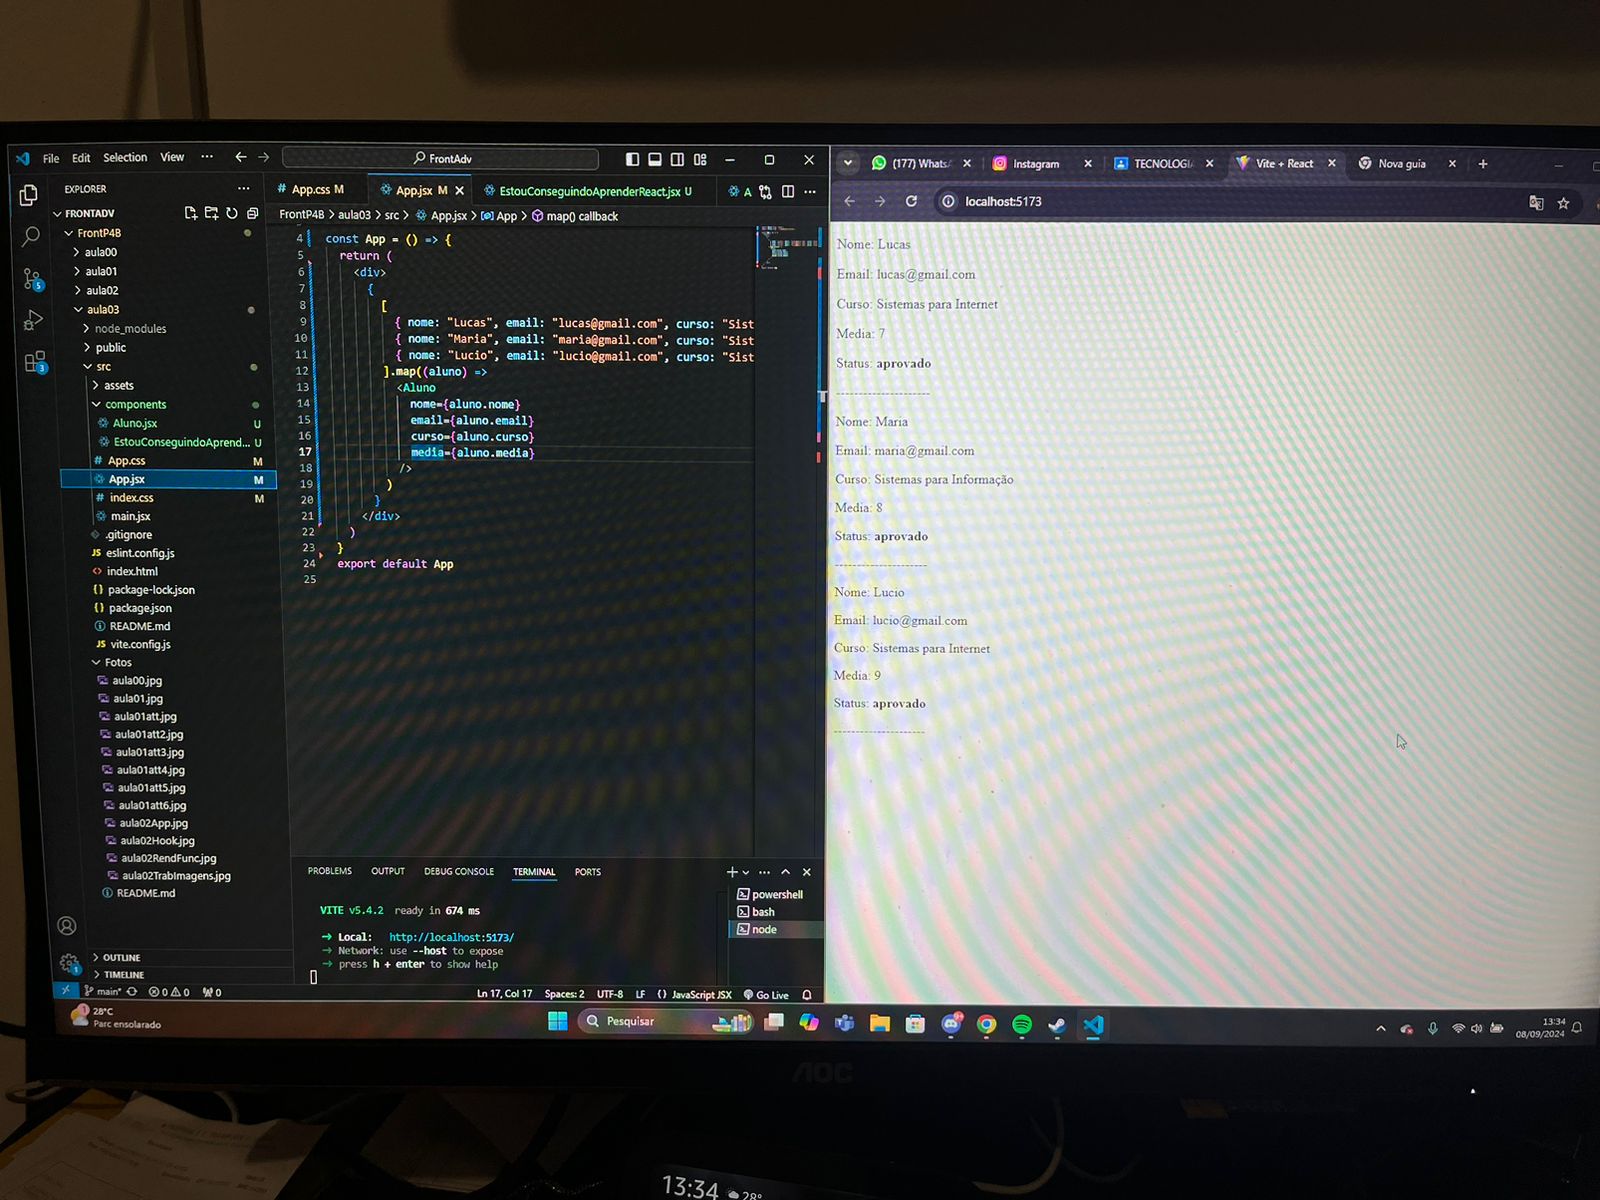 File Edit Selection View ··· FrontAdv
EXPLORER
FRONTADV
FrontP4B
aula00
aula01
aula02
aula03
node_modules
public
src
assets
components
Aluno.jsx U
EstouConseguindoAprend... U
App.css M
App.jsx M
index.css M
main.jsx
.gitignore
eslint.config.js
index.html
package-lock.json
package.json
README.md
vite.config.js
Fotos
aula00.jpg
aula01.jpg
aula01att.jpg
aula01att2.jpg
aula01att3.jpg
aula01att4.jpg
aula01att5.jpg
aula01att6.jpg
aula02App.jpg
aula02Hook.jpg
aula02RendFunc.jpg
aula02TrabImagens.jpg
README.md
OUTLINE
TIMELINE
App.css M App.jsx M EstouConseguindoAprenderReact.jsx U A
FrontP4B > aula03 > src > App.jsx > App > map() callback
4 const App = () => {
5 return (
6 <div>
7 {
8 [
9 { nome: "Lucas", email: "lucas@gmail.com", curso: "Sist
10 { nome: "Maria", email: "maria@gmail.com", curso: "Sist
11 { nome: "Lucio", email: "lucio@gmail.com", curso: "Sist
12 ].map((aluno) =>
13 <Aluno
14 nome={aluno.nome}
15 email={aluno.email}
16 curso={aluno.curso}
17 media={aluno.media}
18 />
19 )
20 }
21 </div>
22 )
23 }
24 export default App
25
PROBLEMS OUTPUT DEBUG CONSOLE TERMINAL PORTS
powershell
bash
node
VITE v5.4.2 ready in 674 ms
➜ Local: http://localhost:5173/
➜ Network: use --host to expose
➜ press h + enter to show help
main* 0 0 0 Ln 17, Col 17 Spaces: 2 UTF-8 LF {} JavaScript JSX Go Live
(177) Whats Instagram TECNOLOGI Vite + React Nova guia
localhost:5173
Nome: Lucas
Email: lucas@gmail.com
Curso: Sistemas para Internet
Media: 7
Status: aprovado
--------------------
Nome: Maria
Email: maria@gmail.com
Curso: Sistemas para Informação
Media: 8
Status: aprovado
--------------------
Nome: Lucio
Email: lucio@gmail.com
Curso: Sistemas para Internet
Media: 9
Status: aprovado
--------------------
28°C
Parc ensolarado
Pesquisar
13:34
08/09/2024
AOC
13:34 28°